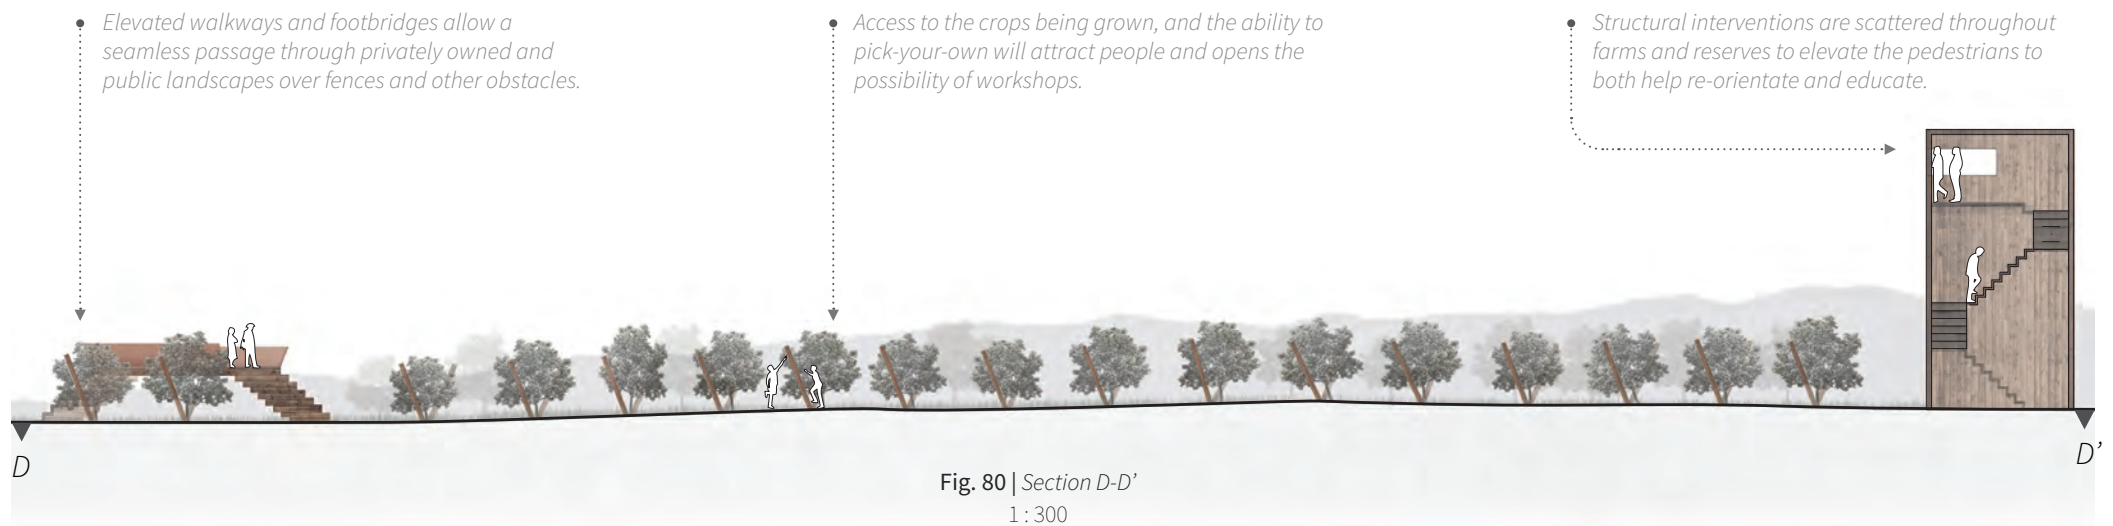 Elevated walkways and footbridges allow a
seamless passage through privately owned and
public landscapes over fences and other obstacles.
Access to the crops being grown, and the ability to
pick-your-own will attract people and opens the
possibility of workshops.
Structural interventions are scattered throughout
farms and reserves to elevate the pedestrians to
both help re-orientate and educate.
D
D'
Fig. 80 | Section D-D'
1 : 300